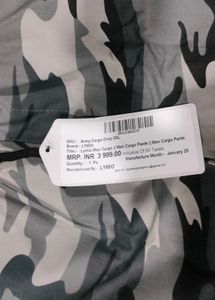 SKU : Army-Cargo-Grey-2XL
Brand : LYMIO
Title : Lymio Men Cargo || Men Cargo Pants || Men Cargo Pants
MRP. INR 3 999.00 Inclusive Of All Taxes
Quantity : 1 Pc
Manufacture Month:- January 25
Manufactured By : LYMIO